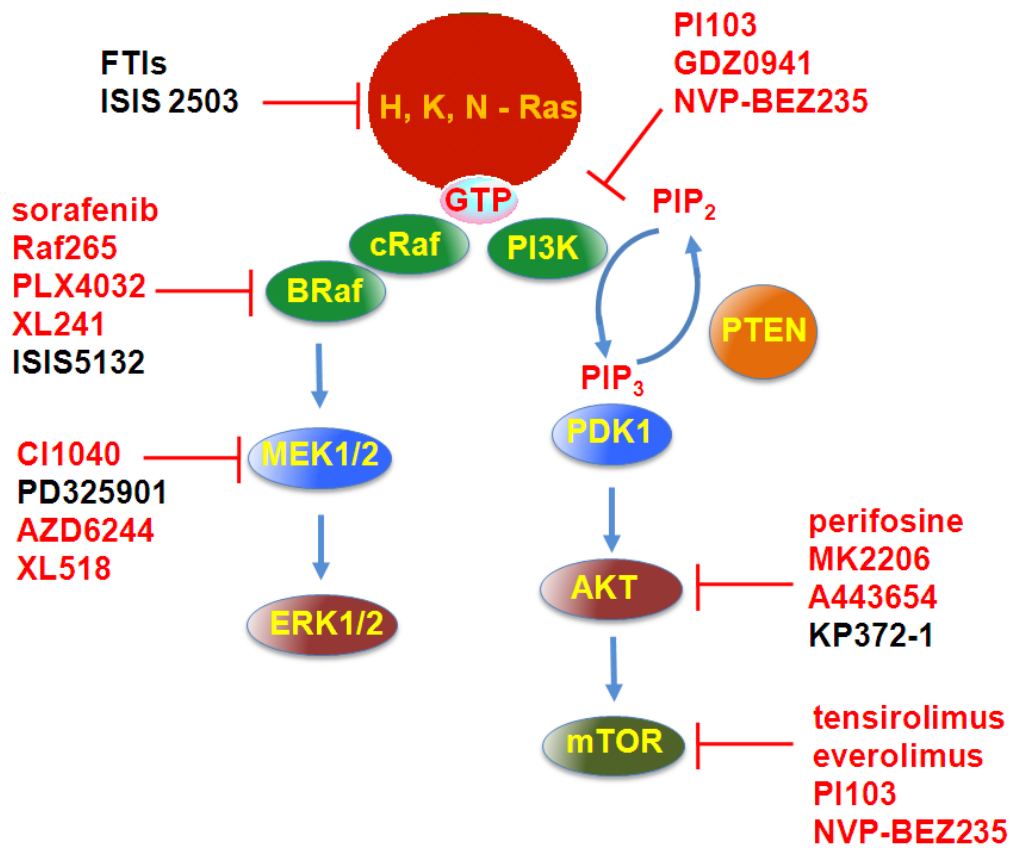 FTIs
ISIS 2503
H, K, N - Ras
PI103
GDZ0941
NVP-BEZ235
GTP
PIP₂
sorafenib
Raf265
PLX4032
XL241
ISIS5132
cRaf
PI3K
BRaf
PTEN
PIP₃
PDK1
CI1040
PD325901
AZD6244
XL518
MEK1/2
perifosine
MK2206
A443654
KP372-1
AKT
ERK1/2
tensirolimus
everolimus
PI103
NVP-BEZ235
mTOR